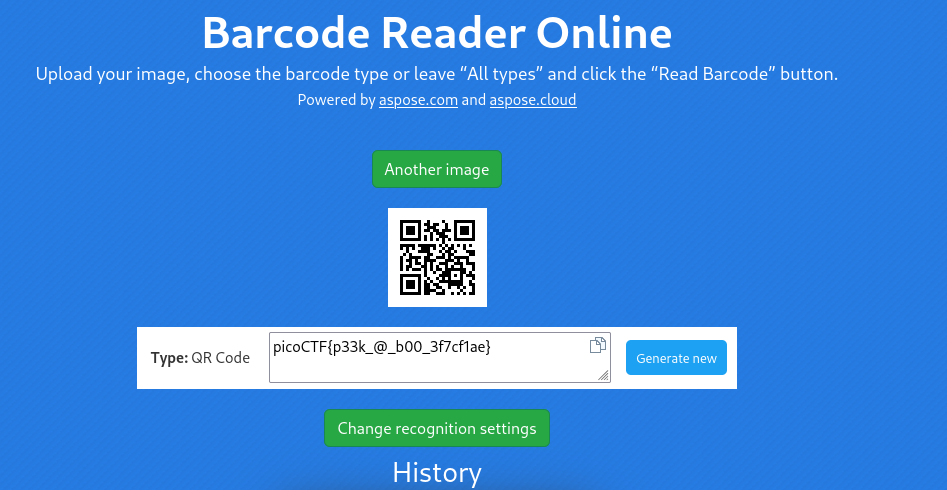 Barcode Reader Online
Upload your image, choose the barcode type or leave “All types” and click the “Read Barcode” button.
Powered by aspose.com and aspose.cloud
Another image
Type: QR Code
picoCTF{p33k_@_b00_3f7cf1ae}
Generate new
Change recognition settings
History